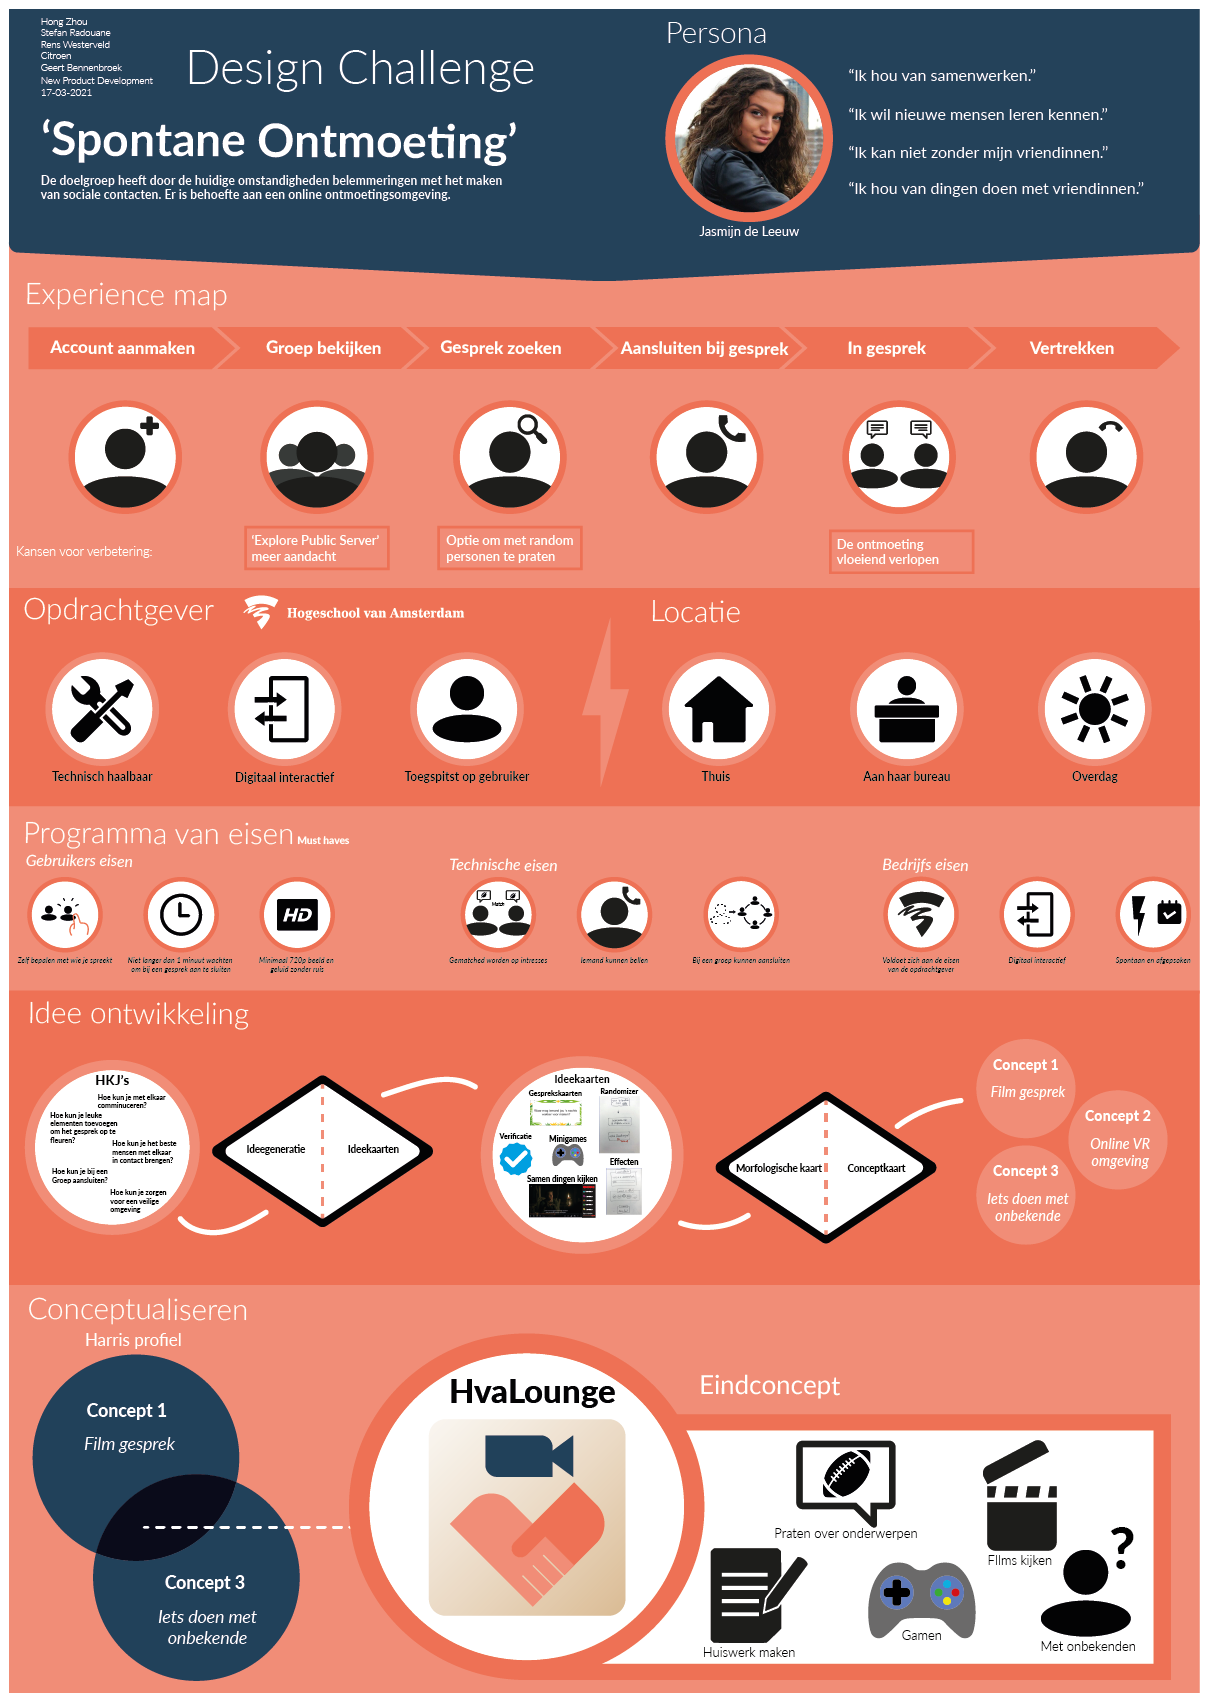 Hong Zhou
Stefan Radouane
Rens Westerveld
Citroen
Geert Bennenbroek
New Product Development
17-03-2021
Design Challenge
‘Spontane Ontmoeting’
De doelgroep heeft door de huidige omstandigheden belemmeringen met het maken
van sociale contacten. Er is behoefte aan een online ontmoetingsomgeving.
Persona
“Ik hou van samenwerken.”
“Ik wil nieuwe mensen leren kennen.”
“Ik kan niet zonder mijn vriendinnen.”
“Ik hou van dingen doen met vriendinnen.”
Jasmijn de Leeuw
Experience map
Account aanmaken
Groep bekijken
Gesprek zoeken
Aansluiten bij gesprek
In gesprek
Vertrekken
Kansen voor verbetering:
‘Explore Public Server’
meer aandacht
Optie om met random
personen te praten
De ontmoeting
vloeiend verlopen
Opdrachtgever
Hogeschool van Amsterdam
Technisch haalbaar
Digitaal interactief
Toegspitst op gebruiker
Locatie
Thuis
Aan haar bureau
Overdag
Programma van eisen Must haves
Gebruikers eisen
HD
Zelf bepalen met wie je spreekt
Niet langer dan 1 minuut wachten
om bij een gesprek aan te sluiten
Minimaal 720p beeld en
geluid zonder ruis
Technische eisen
Match
Gematched worden op intresses
Iemand kunnen bellen
Bij een groep kunnen aansluiten
Bedrijfs eisen
Voldoet zich aan de eisen
van de opdrachtgever
Digitaal interactief
Spontaan en afgepsoken
Idee ontwikkeling
HKJ’s
Hoe kun je met elkaar
comminuceren?
Hoe kun je leuke
elementen toevoegen
om het gesprek op te
fleuren?
Hoe kun je het beste
mensen met elkaar
in contact brengen?
Hoe kun je bij een
Groep aansluiten?
Hoe kun je zorgen
voor een veilige
omgeving
Ideegeneratie
Ideekaarten
Ideekaarten
Gesprekskaarten
Randomizer
Verificatie
Minigames
Effecten
Samen dingen kijken
Morfologische kaart
Conceptkaart
Concept 1
Film gesprek
Concept 2
Online VR
omgeving
Concept 3
Iets doen met
onbekende
Conceptualiseren
Harris profiel
Concept 1
Film gesprek
Concept 3
Iets doen met
onbekende
HvaLounge
Eindconcept
Praten over onderwerpen
FIlms kijken
?
Huiswerk maken
Gamen
Met onbekenden